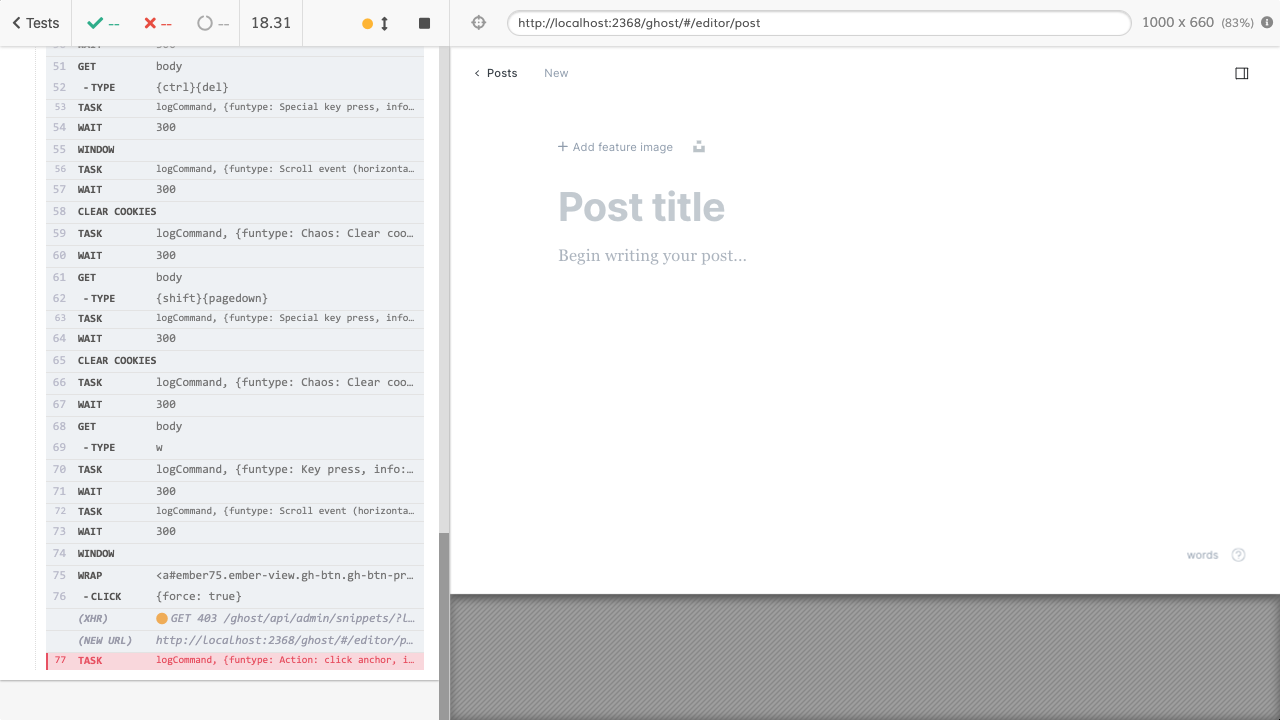 Tests
--
--
--
18.31
http://localhost:2368/ghost/#/editor/post
1000 x 660 (83%)
51 GET body
52 -TYPE {ctrl}{del}
53 TASK logCommand, {funtype: Special key press, info…
54 WAIT 300
55 WINDOW
56 TASK logCommand, {funtype: Scroll event (horizonta…
57 WAIT 300
58 CLEAR COOKIES
59 TASK logCommand, {funtype: Chaos: Clear coo…
60 WAIT 300
61 GET body
62 -TYPE {shift}{pagedown}
63 TASK logCommand, {funtype: Special key press, info…
64 WAIT 300
65 CLEAR COOKIES
66 TASK logCommand, {funtype: Chaos: Clear coo…
67 WAIT 300
68 GET body
69 -TYPE w
70 TASK logCommand, {funtype: Key press, info:…
71 WAIT 300
72 TASK logCommand, {funtype: Scroll event (horizonta…
73 WAIT 300
74 WINDOW
75 WRAP <a#ember75.ember-view.gh-btn.gh-btn-pr…
76 -CLICK {force: true}
(XHR) GET 403 /ghost/api/admin/snippets/?l…
(NEW URL) http://localhost:2368/ghost/#/editor/p…
77 TASK logCommand, {funtype: Action: click anchor, i…
Posts
New
Add feature image
Post title
Begin writing your post...
words